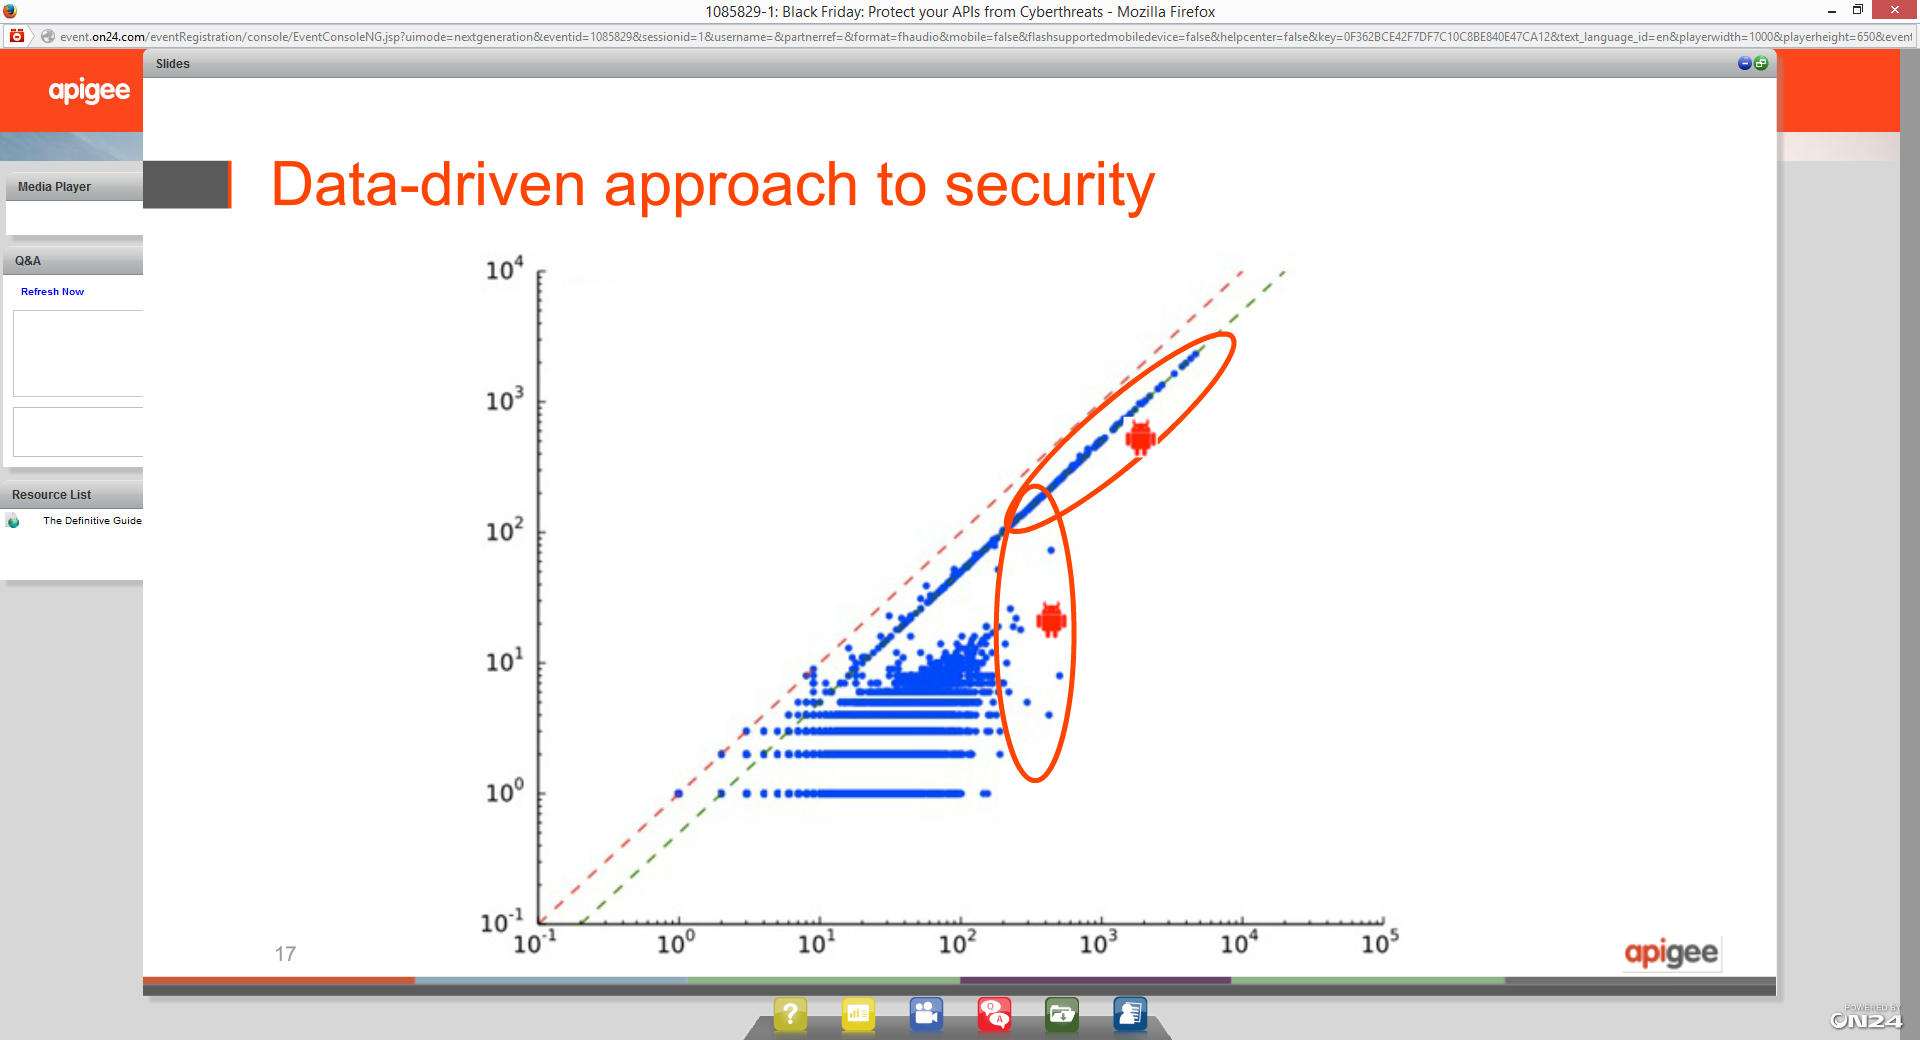 1085829-1: Black Friday: Protect your APIs from Cyberthreats - Mozilla Firefox
event.on24.com/eventRegistration/console/EventConsoleNG.jsp?uimode=nextgeneration&eventid=1085829&sessionid=1&username=&partnerref=&format=fhaudio&mobile=false&flashsupportedmobiledevice=false&helpcenter=false&key=0F362BCE42F7DF7C10C8BE840E47CA12&text_language_id=en&playerwidth=1000&playerheight=650&event
Slides
apigee
Media Player
Q&A
Refresh Now
Resource List
The Definitive Guide
Data-driven approach to security
10^4
10^3
10^2
10^1
10^0
10^-1
10^-1 10^0 10^1 10^2 10^3 10^4 10^5
17
apigee
? Q A
POWERED BY
ON24